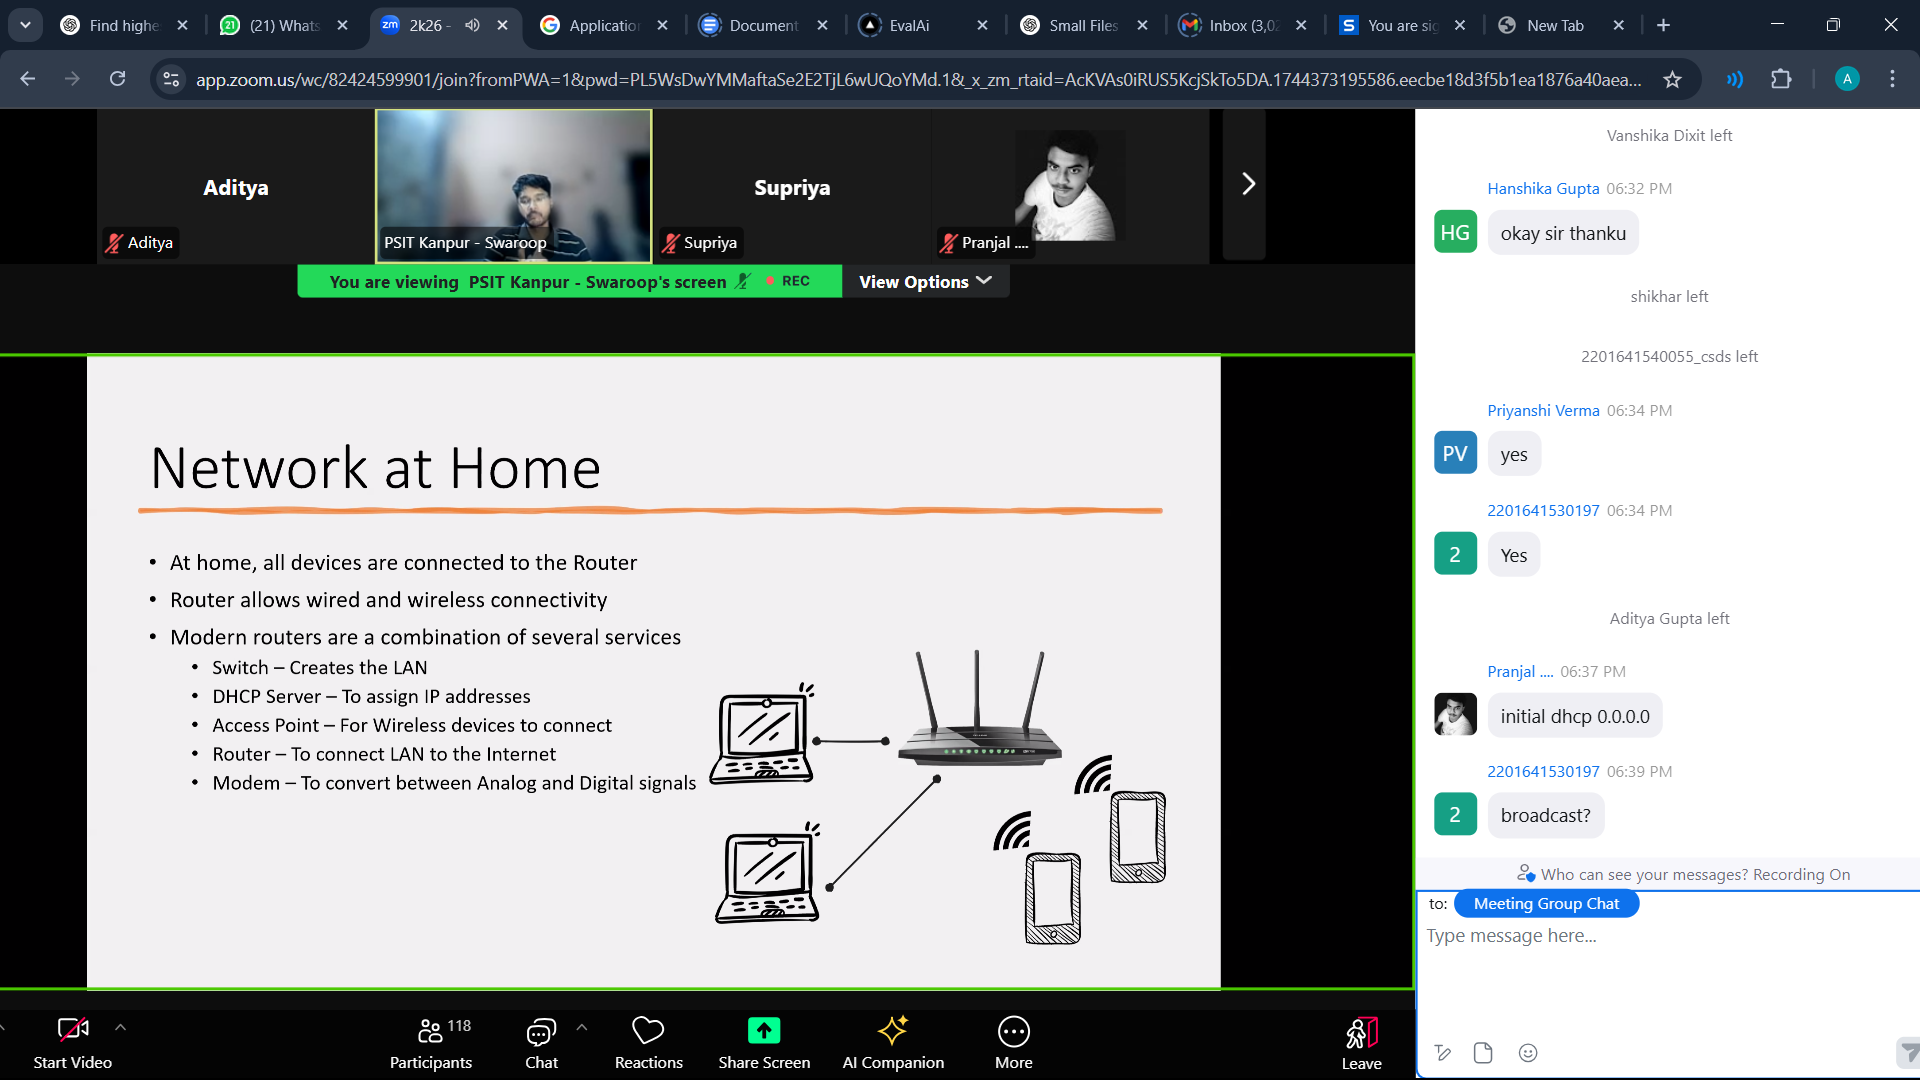 Find highe
(21) Whats
zm
2k26 -
Application
Document
EvalAi
Small Files
Inbox (3,02
S
You are sig
New Tab
app.zoom.us/wc/82424599901/join?fromPWA=1&pwd=PL5WsDwYMMaftaSe2E2TjL6wUQoYMd.1&_x_zm_rtaid=AcKVAs0iRUS5KcjSkTo5DA.1744373195586.eecbe18d3f5b1ea1876a40aea...
A
Aditya
Aditya
PSIT Kanpur - Swaroop
Supriya
Supriya
Pranjal ....
You are viewing PSIT Kanpur - Swaroop's screen
REC
View Options
Network at Home
• At home, all devices are connected to the Router
• Router allows wired and wireless connectivity
• Modern routers are a combination of several services
• Switch – Creates the LAN
• DHCP Server – To assign IP addresses
• Access Point – For Wireless devices to connect
• Router – To connect LAN to the Internet
• Modem – To convert between Analog and Digital signals
Vanshika Dixit left
Hanshika Gupta 06:32 PM
HG
okay sir thanku
shikhar left
2201641540055_csds left
Priyanshi Verma 06:34 PM
PV
yes
2201641530197 06:34 PM
2
Yes
Aditya Gupta left
Pranjal .... 06:37 PM
initial dhcp 0.0.0.0
2201641530197 06:39 PM
2
broadcast?
Who can see your messages? Recording On
to: Meeting Group Chat
Type message here...
Start Video
118
Participants
Chat
Reactions
Share Screen
AI Companion
More
Leave